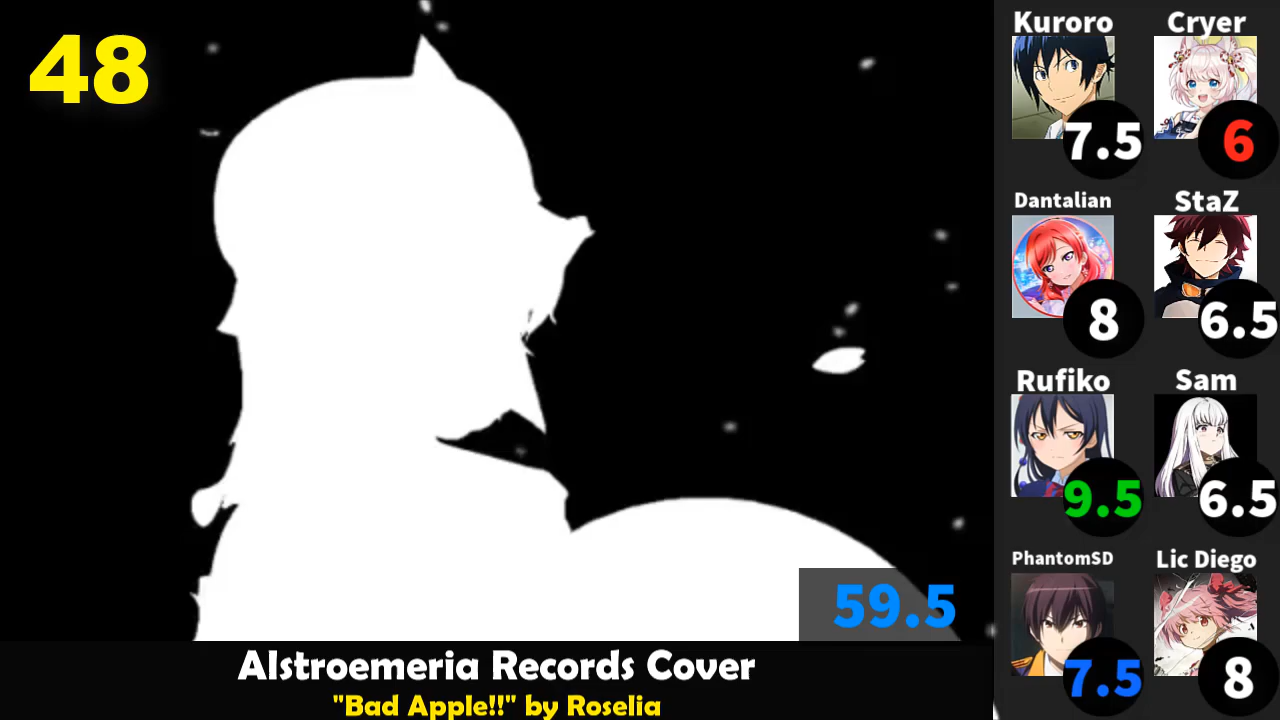 48
Kuroro
7.5
Cryer
6
Dantalian
8
StaZ
6.5
Rufiko
9.5
Sam
6.5
PhantomSD
7.5
Lic Diego
8
59.5
Alstroemeria Records Cover
"Bad Apple!!" by Roselia